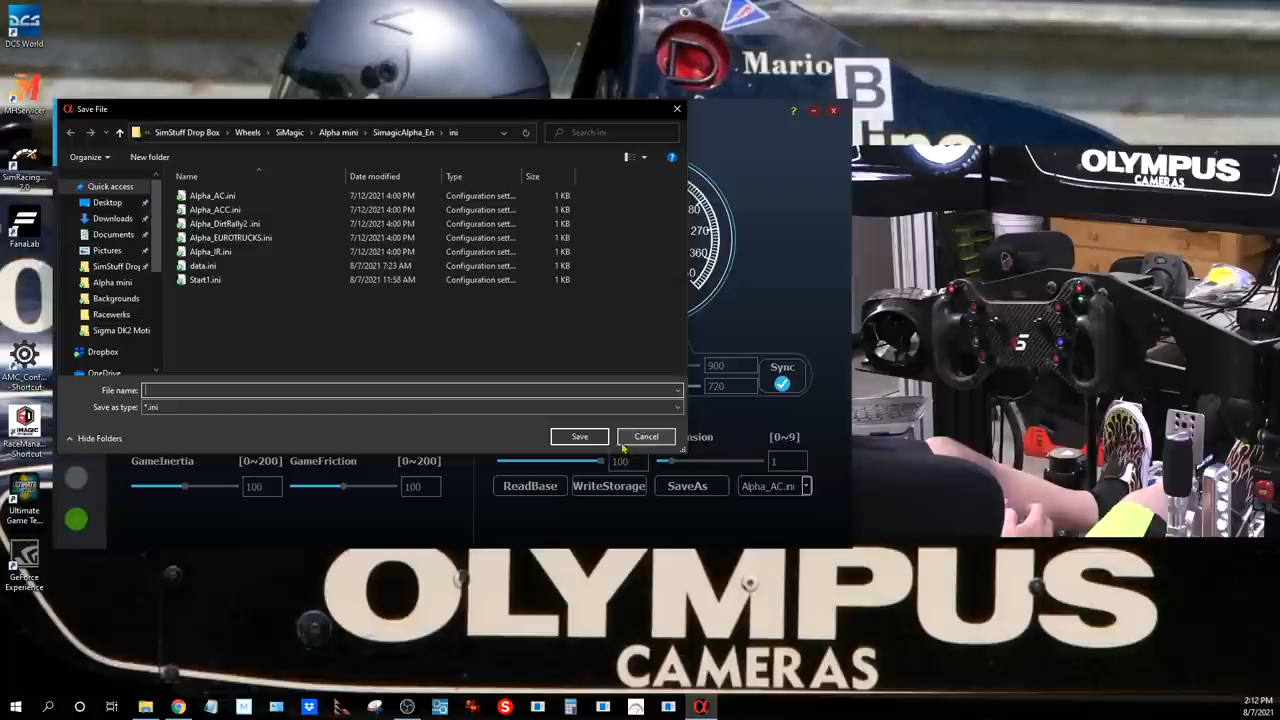 DCS World
MHServicer
SimRacing...
2.0
FanaLab
AMC_Conf...
- Shortcut
RaceMana...
- Shortcut
Ultimate
Game Te...
GeForce
Experience
Mario
B
OLYMPUS
CAMERAS
Save File
SimStuff Drop Box > Wheels > SiMagic > Alpha mini > SimagicAlpha_En > ini
Search ini
Organize
New folder
Quick access
Desktop
Downloads
Documents
Pictures
SimStuff Drop
Alpha mini
Backgrounds
Racewerks
Sigma DK2 Moti
Dropbox
OneDrive
Name Date modified Type Size
Alpha_AC.ini 7/12/2021 4:00 PM Configuration sett... 1 KB
Alpha_ACC.ini 7/12/2021 4:00 PM Configuration sett... 1 KB
Alpha_DirtRally2 .ini 7/12/2021 4:00 PM Configuration sett... 1 KB
Alpha_EUROTRUCKS.ini 7/12/2021 4:00 PM Configuration sett... 1 KB
Alpha_IR.ini 7/12/2021 4:00 PM Configuration sett... 1 KB
data.ini 8/7/2021 7:23 AM Configuration sett... 1 KB
Start1.ini 8/7/2021 11:58 AM Configuration sett... 1 KB
File name:
Save as type: *.ini
Hide Folders
Save
Cancel
?
270
360
900
720
Sync
[0~9]
GameInertia [0~200] GameFriction [0~200]
100 1
100 100
ReadBase WriteStorage SaveAs Alpha_AC.ini
OLYMPUS
CAMERAS
2:12 PM
8/7/2021